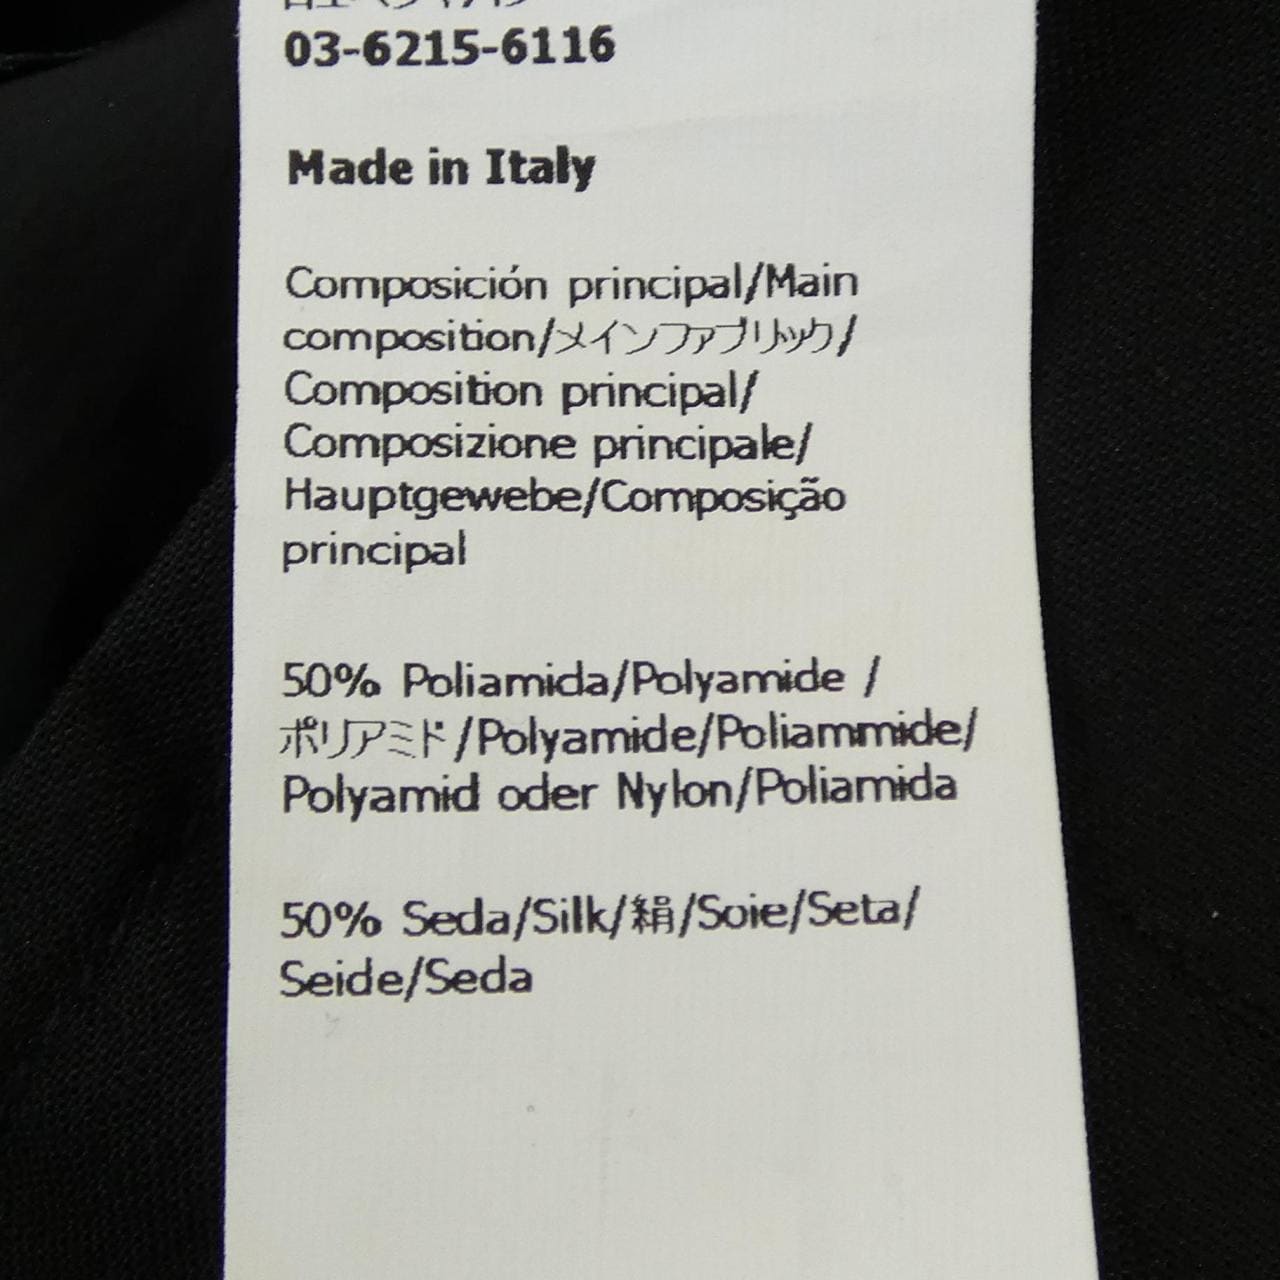 03-6215-6116
Made in Italy
Composición principal/Main
composition/メインファブリック/
Composition principal/
Composizione principale/
Hauptgewebe/Composição
principal
50% Poliamida/Polyamide /
ポリアミド/Polyamide/Poliammide/
Polyamid oder Nylon/Poliamida
50% Seda/Silk/絹/Soie/Seta/
Seide/Seda